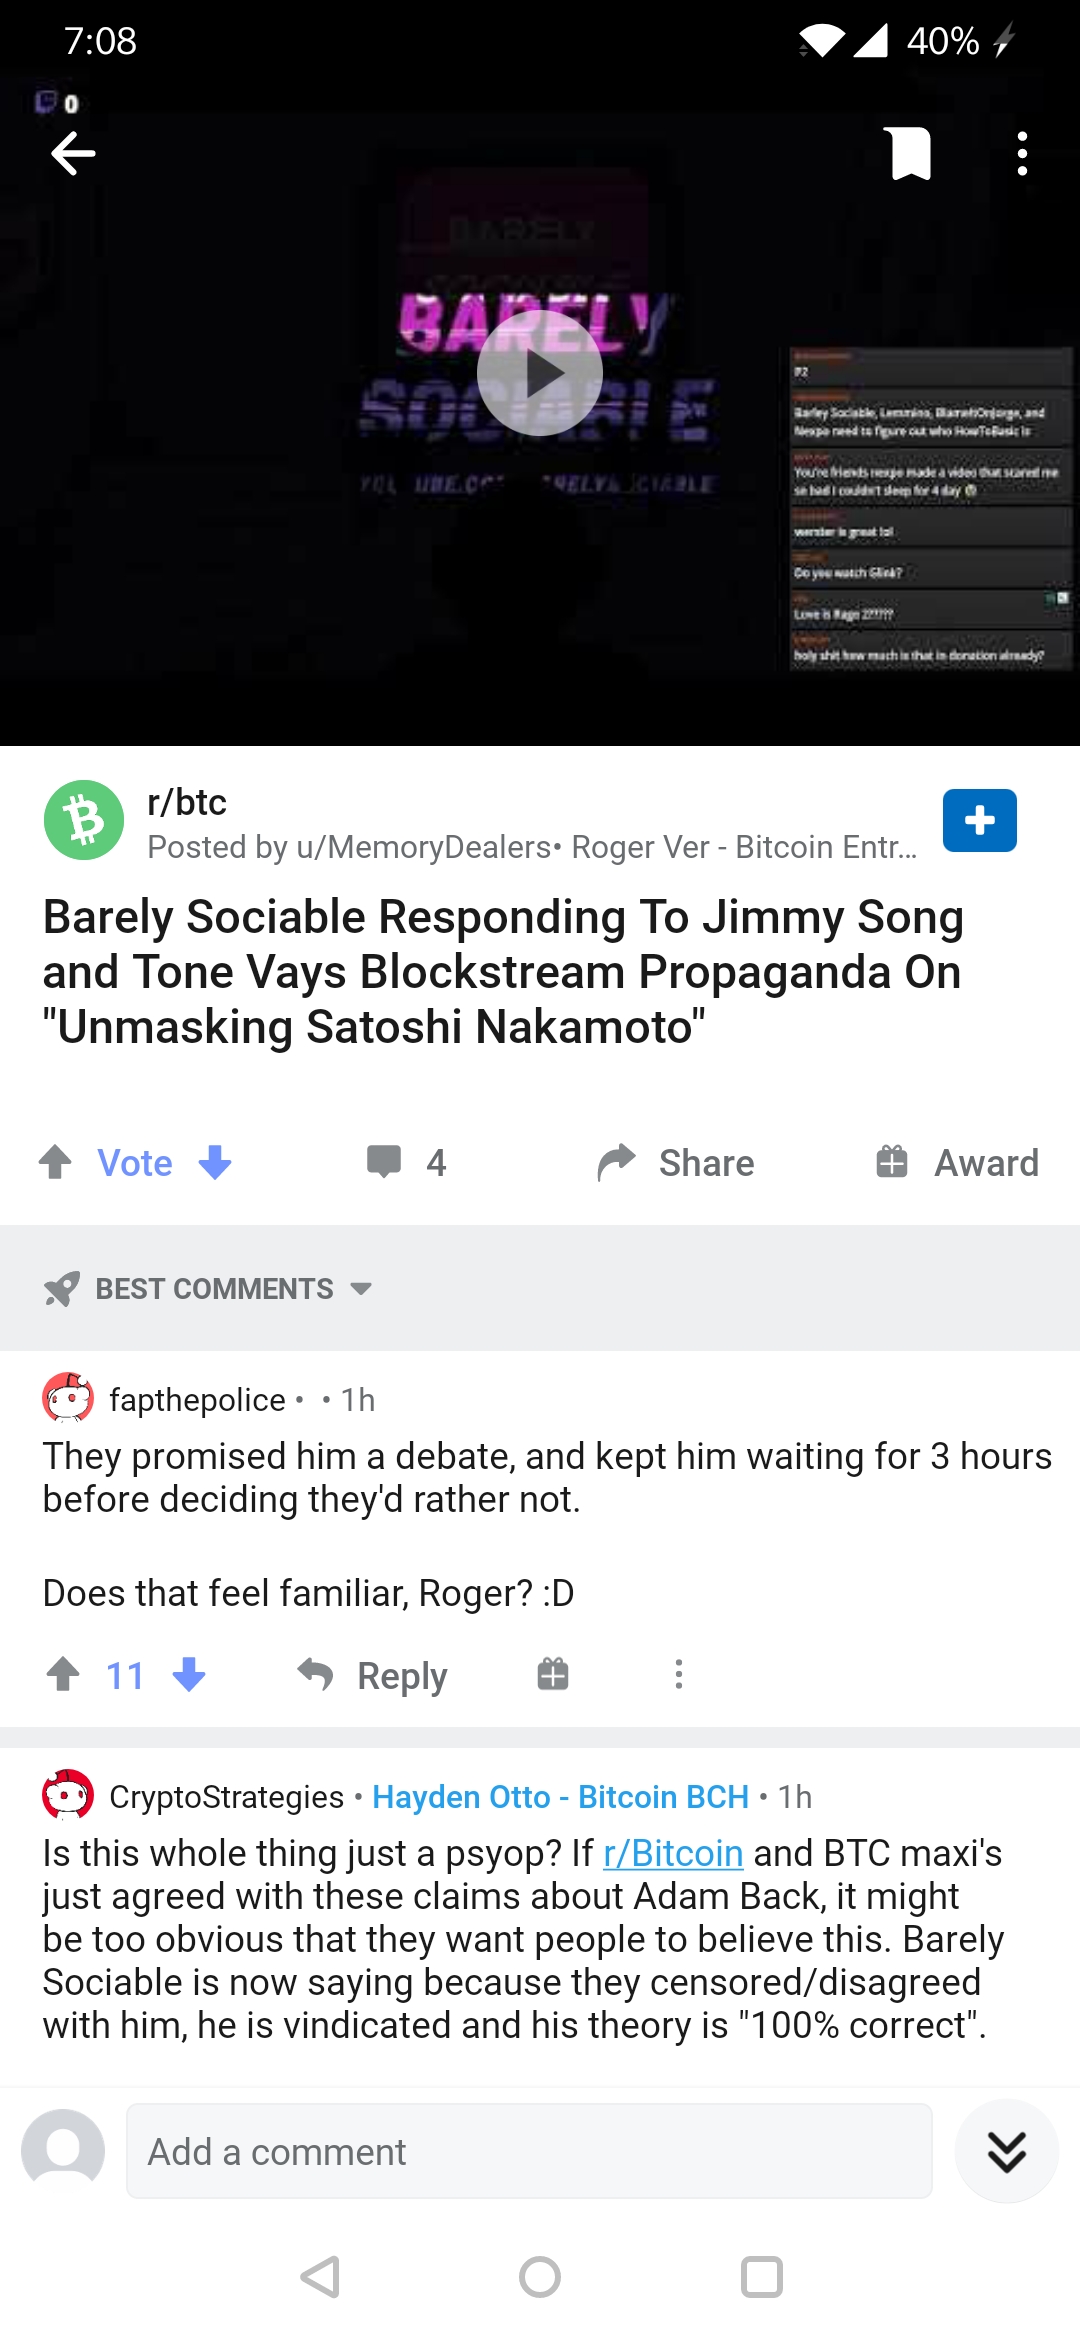 7:08
40%
0
BARELY
SOCIABLE
P2
Barley Sociable, Lemmino, BlameItOnJorge, and
Nexpo need to figure out who HowToBasic is
You're friends nexpo made a video that scared me
so bad I couldn't sleep for 4 day
is great lol
Do you watch
Love is Rage 2?????
holy shit how much is that in donation already?
r/btc
Posted by u/MemoryDealers• Roger Ver - Bitcoin Entr...
Barely Sociable Responding To Jimmy Song
and Tone Vays Blockstream Propaganda On
"Unmasking Satoshi Nakamoto"
Vote
4
Share
Award
BEST COMMENTS
fapthepolice • • 1h
They promised him a debate, and kept him waiting for 3 hours
before deciding they'd rather not.
Does that feel familiar, Roger? :D
11
Reply
CryptoStrategies • Hayden Otto - Bitcoin BCH • 1h
Is this whole thing just a psyop? If r/Bitcoin and BTC maxi's
just agreed with these claims about Adam Back, it might
be too obvious that they want people to believe this. Barely
Sociable is now saying because they censored/disagreed
with him, he is vindicated and his theory is "100% correct".
Add a comment